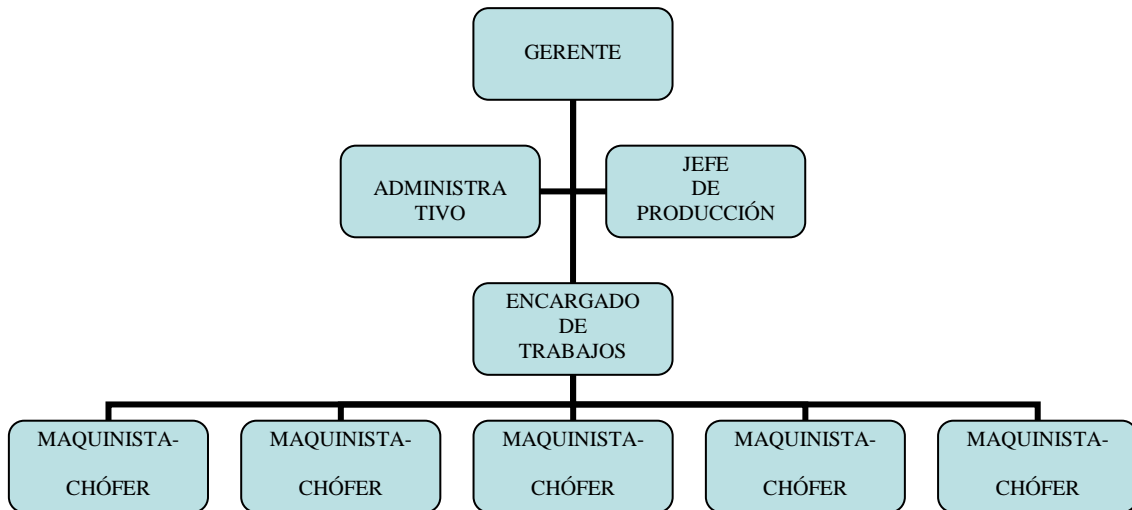 GERENTE
ADMINISTRA
TIVO
JEFE
DE
PRODUCCIÓN
ENCARGADO
DE
TRABAJOS
MAQUINISTA-
CHÓFER
MAQUINISTA-
CHÓFER
MAQUINISTA-
CHÓFER
MAQUINISTA-
CHÓFER
MAQUINISTA-
CHÓFER